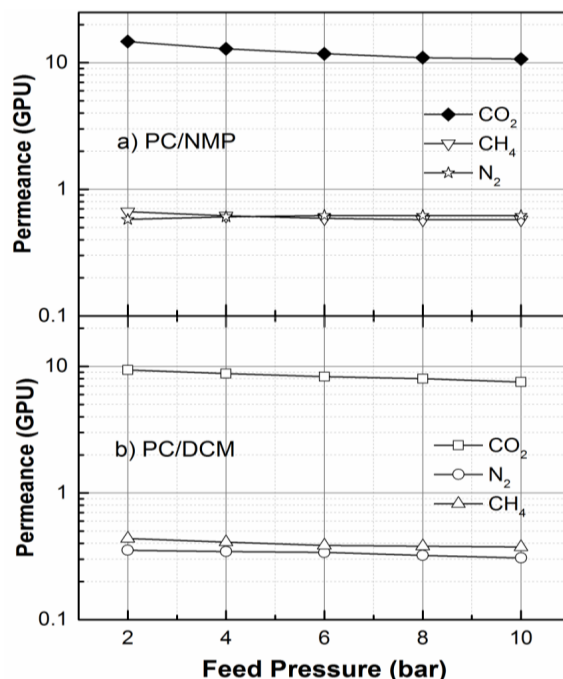 10
1
0.1
Permeance (GPU)
a) PC/NMP
CO₂
CH₄
N₂
10
1
0.1
Permeance (GPU)
b) PC/DCM
CO₂
N₂
CH₄
2 4 6 8 10
Feed Pressure (bar)